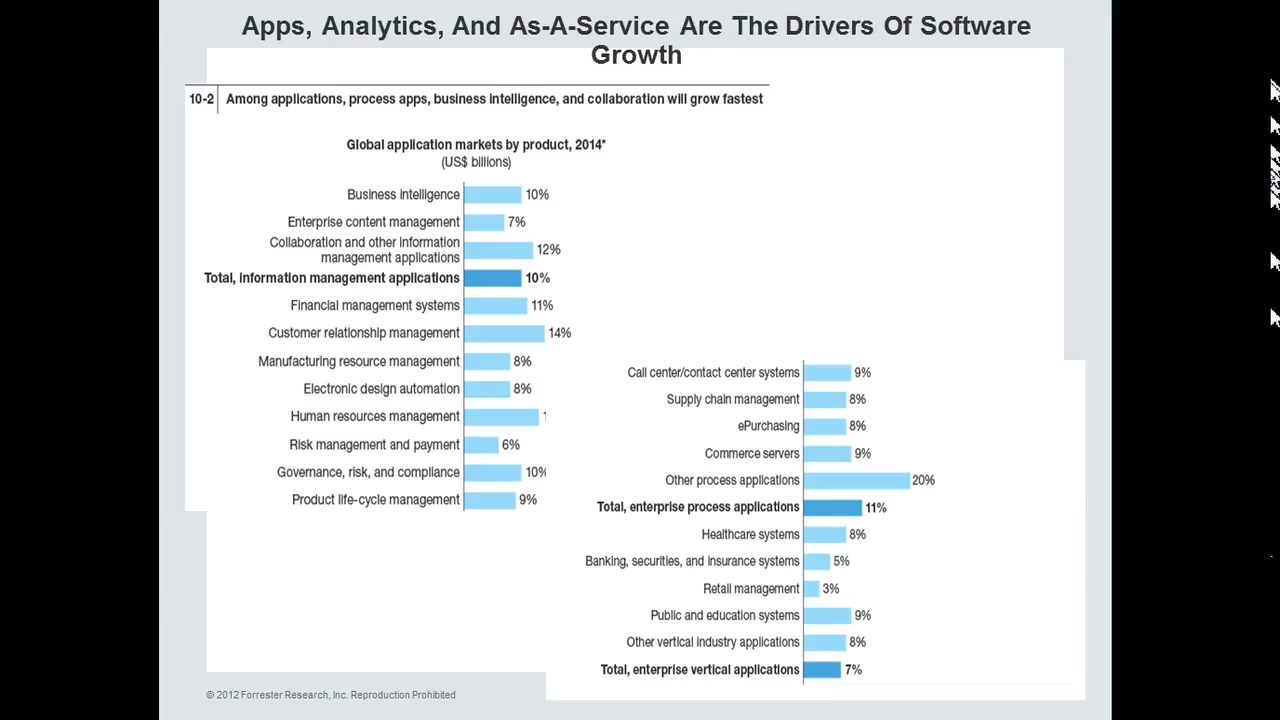 Apps, Analytics, And As-A-Service Are The Drivers Of Software
Growth
10-2 Among applications, process apps, business intelligence, and collaboration will grow fastest
Global application markets by product, 2014*
(US$ billions)
Business intelligence 10%
Enterprise content management 7%
Collaboration and other information
management applications 12%
Total, information management applications 10%
Financial management systems 11%
Customer relationship management 14%
Manufacturing resource management 8%
Electronic design automation 8%
Human resources management
Risk management and payment 6%
Governance, risk, and compliance 10%
Product life-cycle management 9%
Call center/contact center systems 9%
Supply chain management 8%
ePurchasing 8%
Commerce servers 9%
Other process applications 20%
Total, enterprise process applications 11%
Healthcare systems 8%
Banking, securities, and insurance systems 5%
Retail management 3%
Public and education systems 9%
Other vertical industry applications 8%
Total, enterprise vertical applications 7%
© 2012 Forrester Research, Inc. Reproduction Prohibited